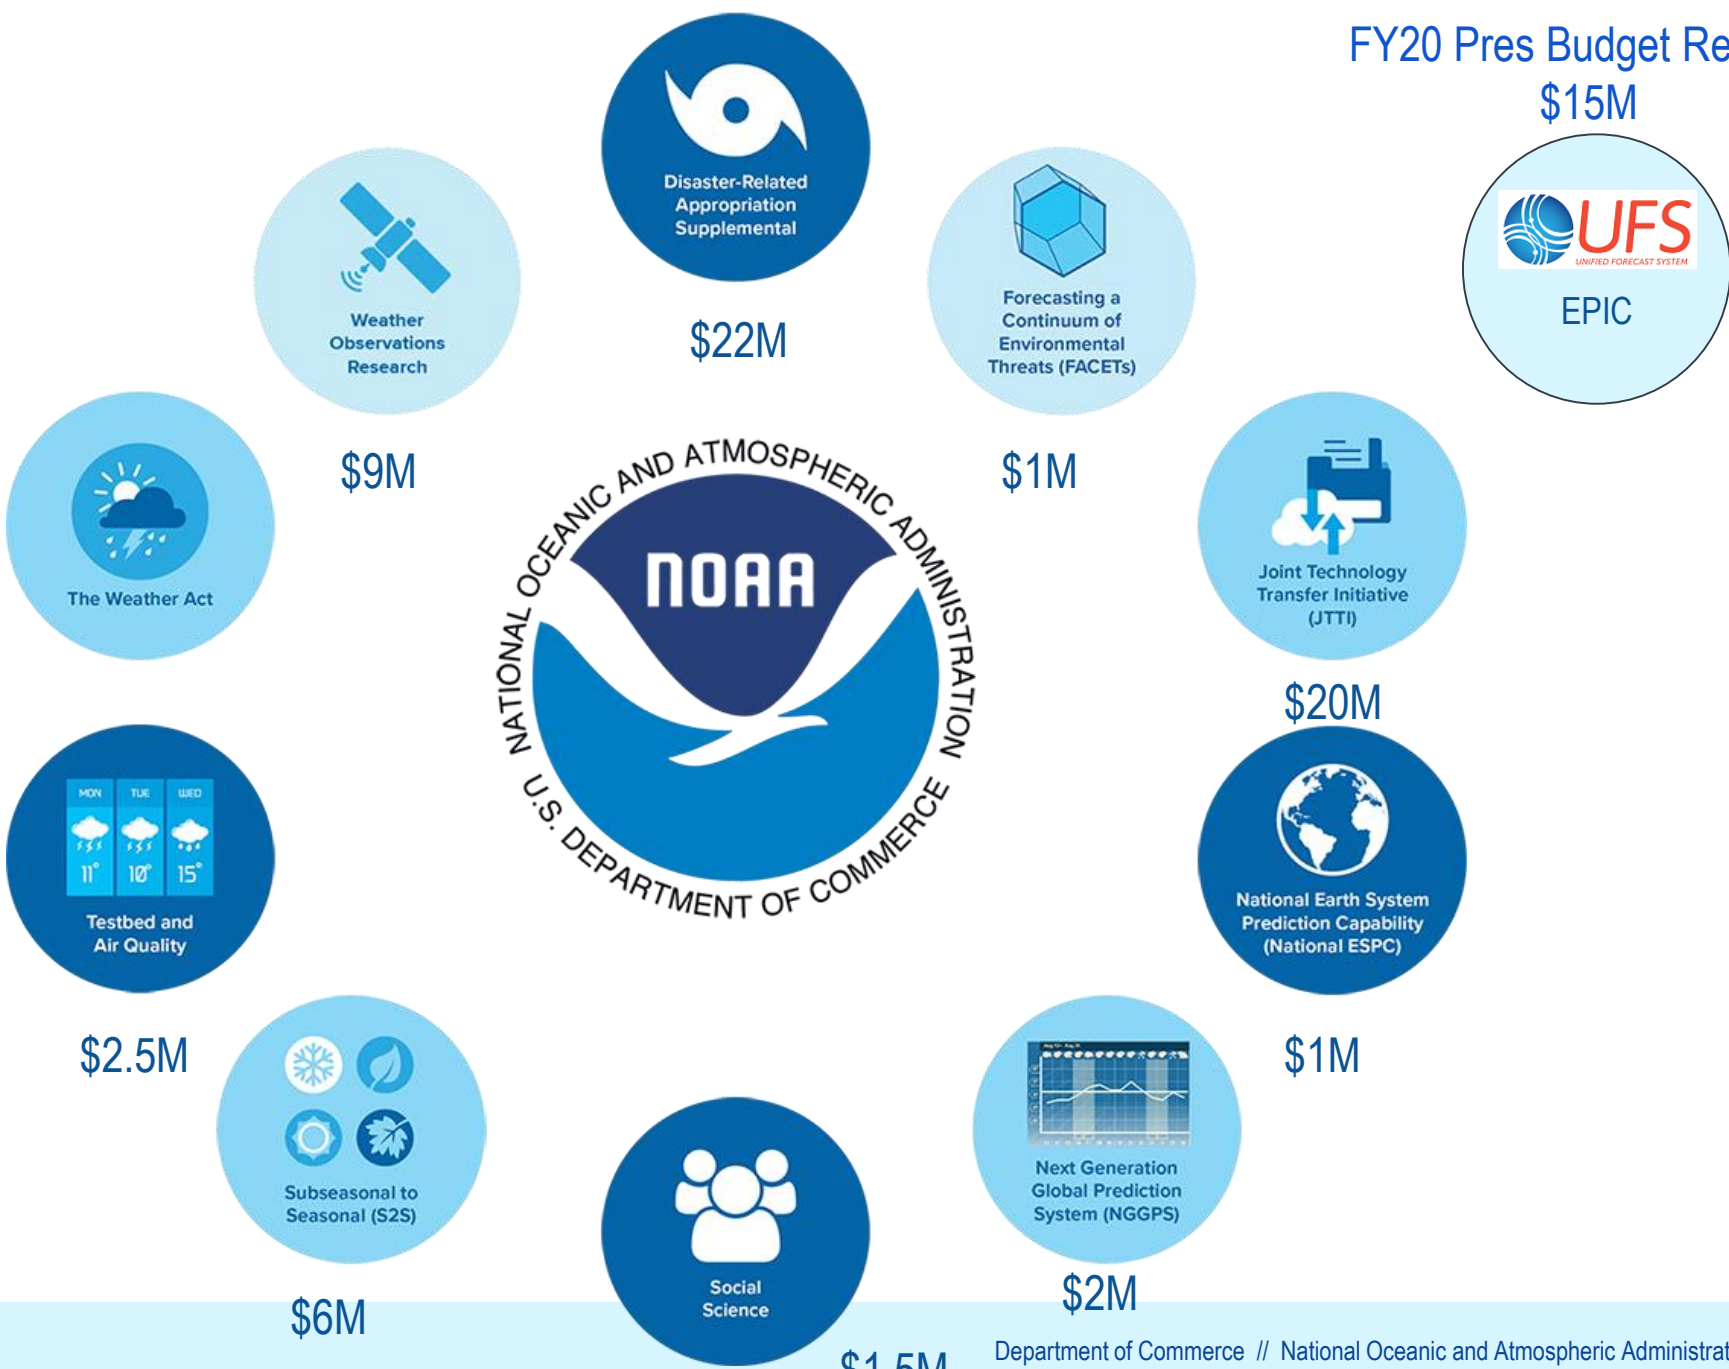 FY20 Pres Budget Re
$15M
UFS
UNIFIED FORECAST SYSTEM
EPIC
Disaster-Related
Appropriation
Supplemental
$22M
Weather
Observations
Research
$9M
Forecasting a
Continuum of
Environmental
Threats (FACETs)
$1M
The Weather Act
Joint Technology
Transfer Initiative
(JTTI)
$20M
NATIONAL OCEANIC AND ATMOSPHERIC ADMINISTRATION
NOAA
U.S. DEPARTMENT OF COMMERCE
MON TUE WED
11° 10° 15°
Testbed and
Air Quality
$2.5M
National Earth System
Prediction Capability
(National ESPC)
$1M
Subseasonal to
Seasonal (S2S)
$6M
Social
Science
$1.5M
Next Generation
Global Prediction
System (NGGPS)
$2M
Department of Commerce // National Oceanic and Atmospheric Administrat